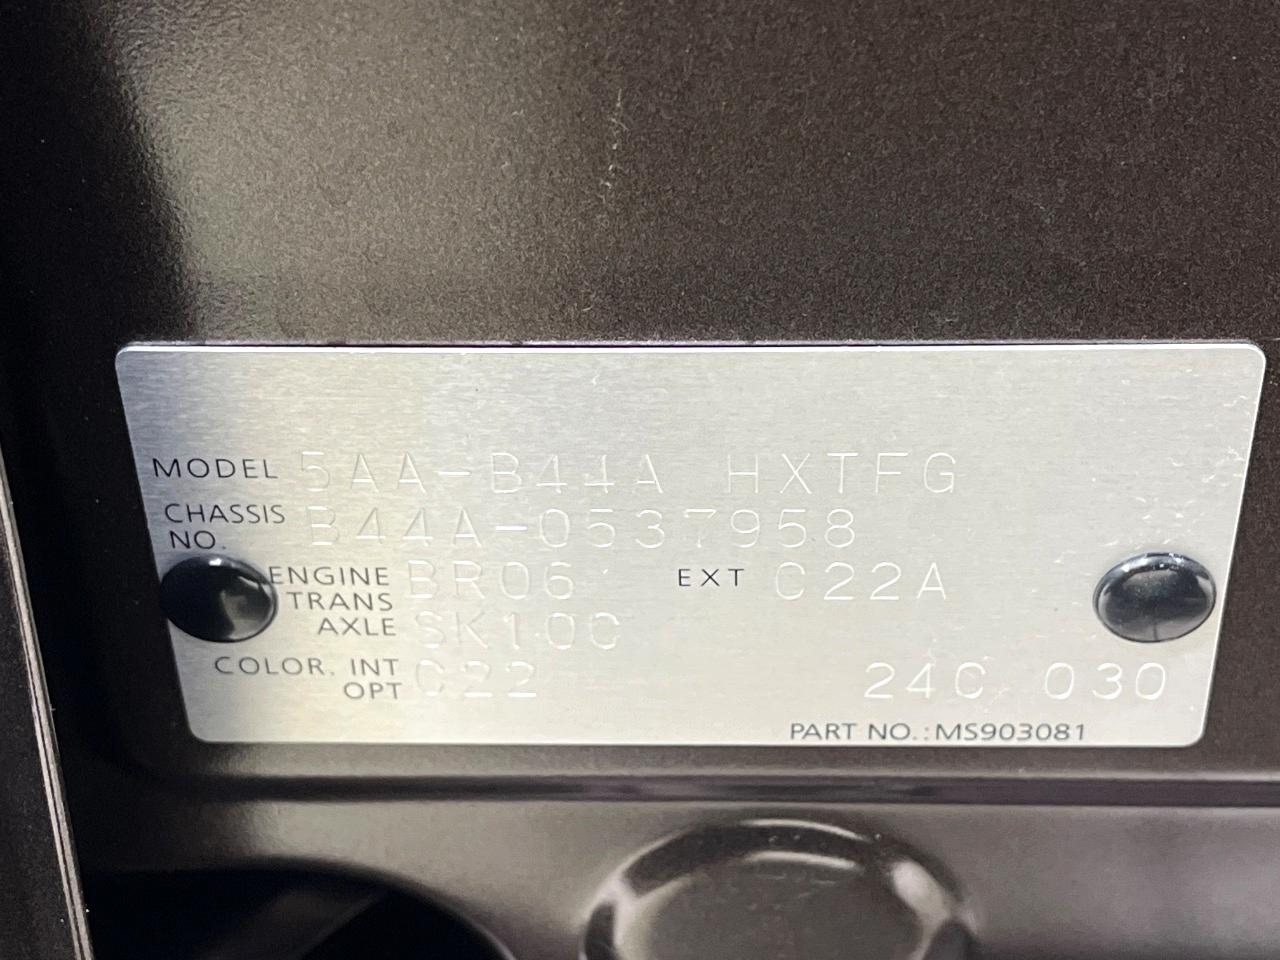 MODEL 5AA-B44A HXTFG
CHASSIS NO. B44A-0537958
ENGINE BR06 EXT C22A
TRANS AXLE SK10C
COLOR, INT OPT C22 24C 030
PART NO.:MS903081